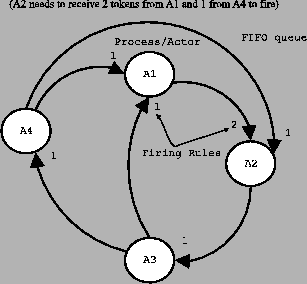 (A2 needs to receive 2 tokens from A1 and 1 from A4 to fire)
Process/Actor
FIFO queue
1
A1
1
2
1
A4
1
Firing Rules
A2
1
A3